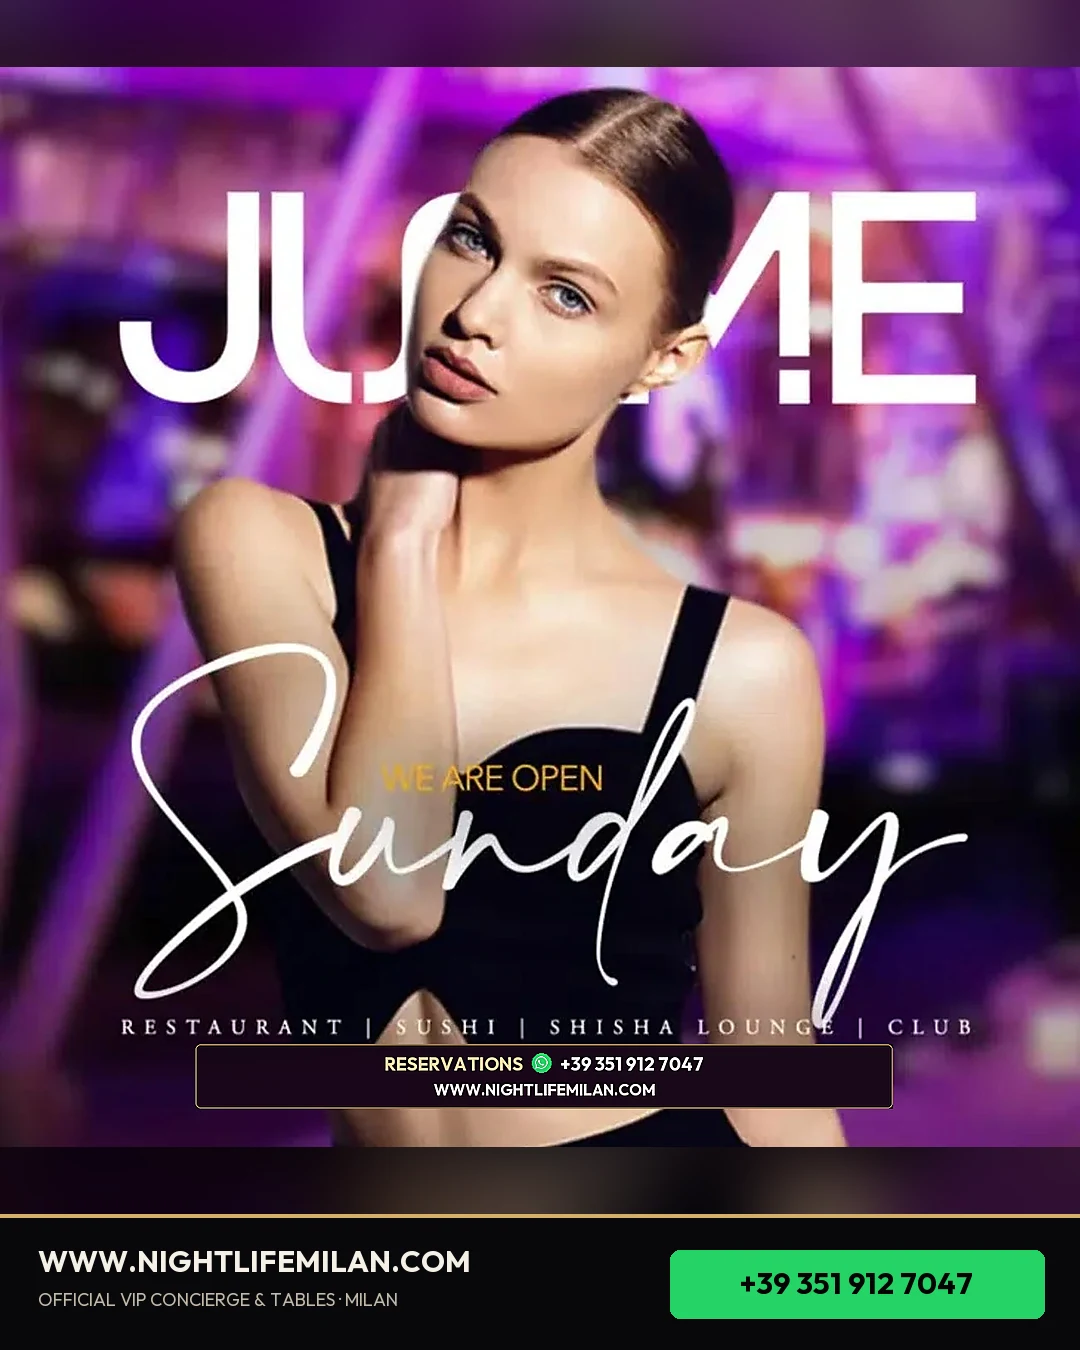 WE ARE OPEN
Sunday
RESTAURANT | SUSHI | SHISHA LOUNGE | CLUB
RESERVATIONS +39 351 912 7047
WWW.NIGHTLIFEMILAN.COM
WWW.NIGHTLIFEMILAN.COM
OFFICIAL VIP CONCIERGE & TABLES · MILAN
+39 351 912 7047